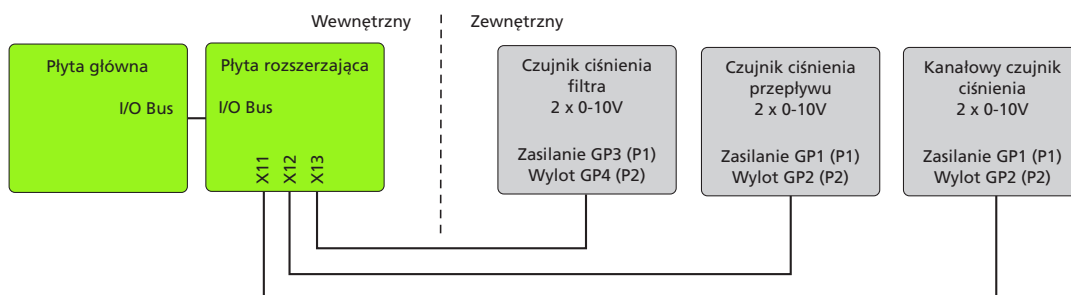 Wewnętrzny
Zewnętrzny
Płyta główna
I/O Bus
Płyta rozszerzająca
I/O Bus
X11
X12
X13
Czujnik ciśnienia
filtra
2 x 0-10V
Zasilanie GP3 (P1)
Wylot GP4 (P2)
Czujnik ciśnienia
przepływu
2 x 0-10V
Zasilanie GP1 (P1)
Wylot GP2 (P2)
Kanałowy czujnik
ciśnienia
2 x 0-10V
Zasilanie GP1 (P1)
Wylot GP2 (P2)